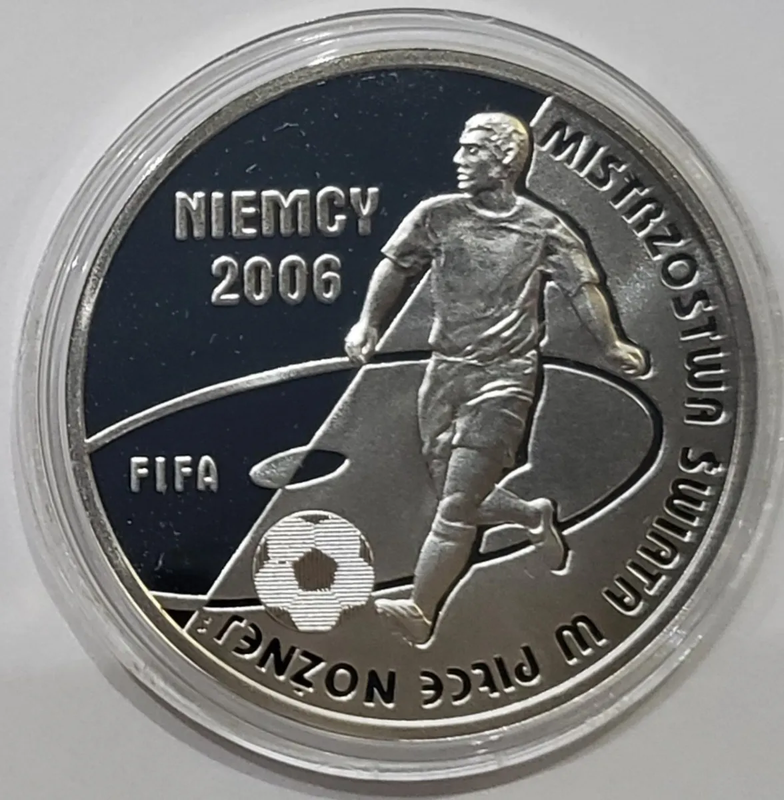 NIEMCY
2006
FIFA
MISTRZOSTWA ŚWIATA W PIŁCE NOŻNEJ